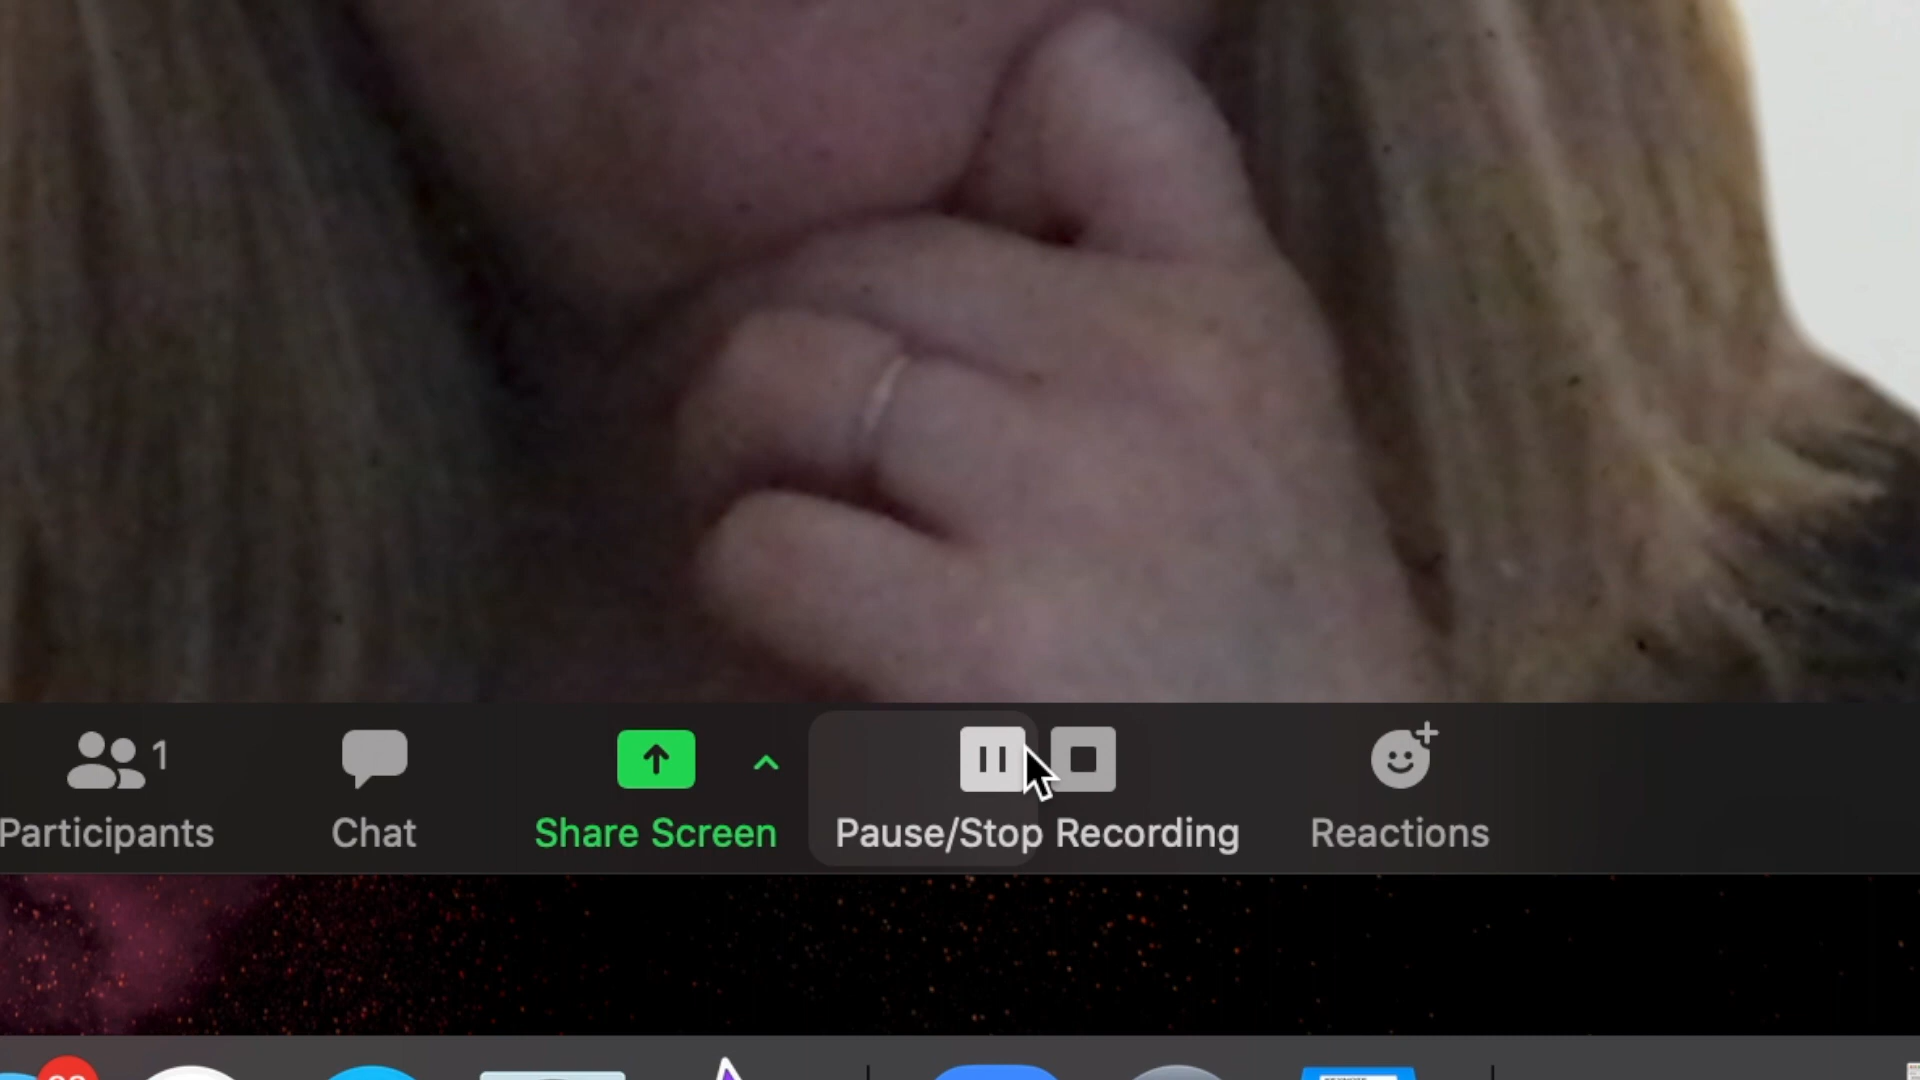 1
Participants
Chat
Share Screen
Pause/Stop Recording
Reactions